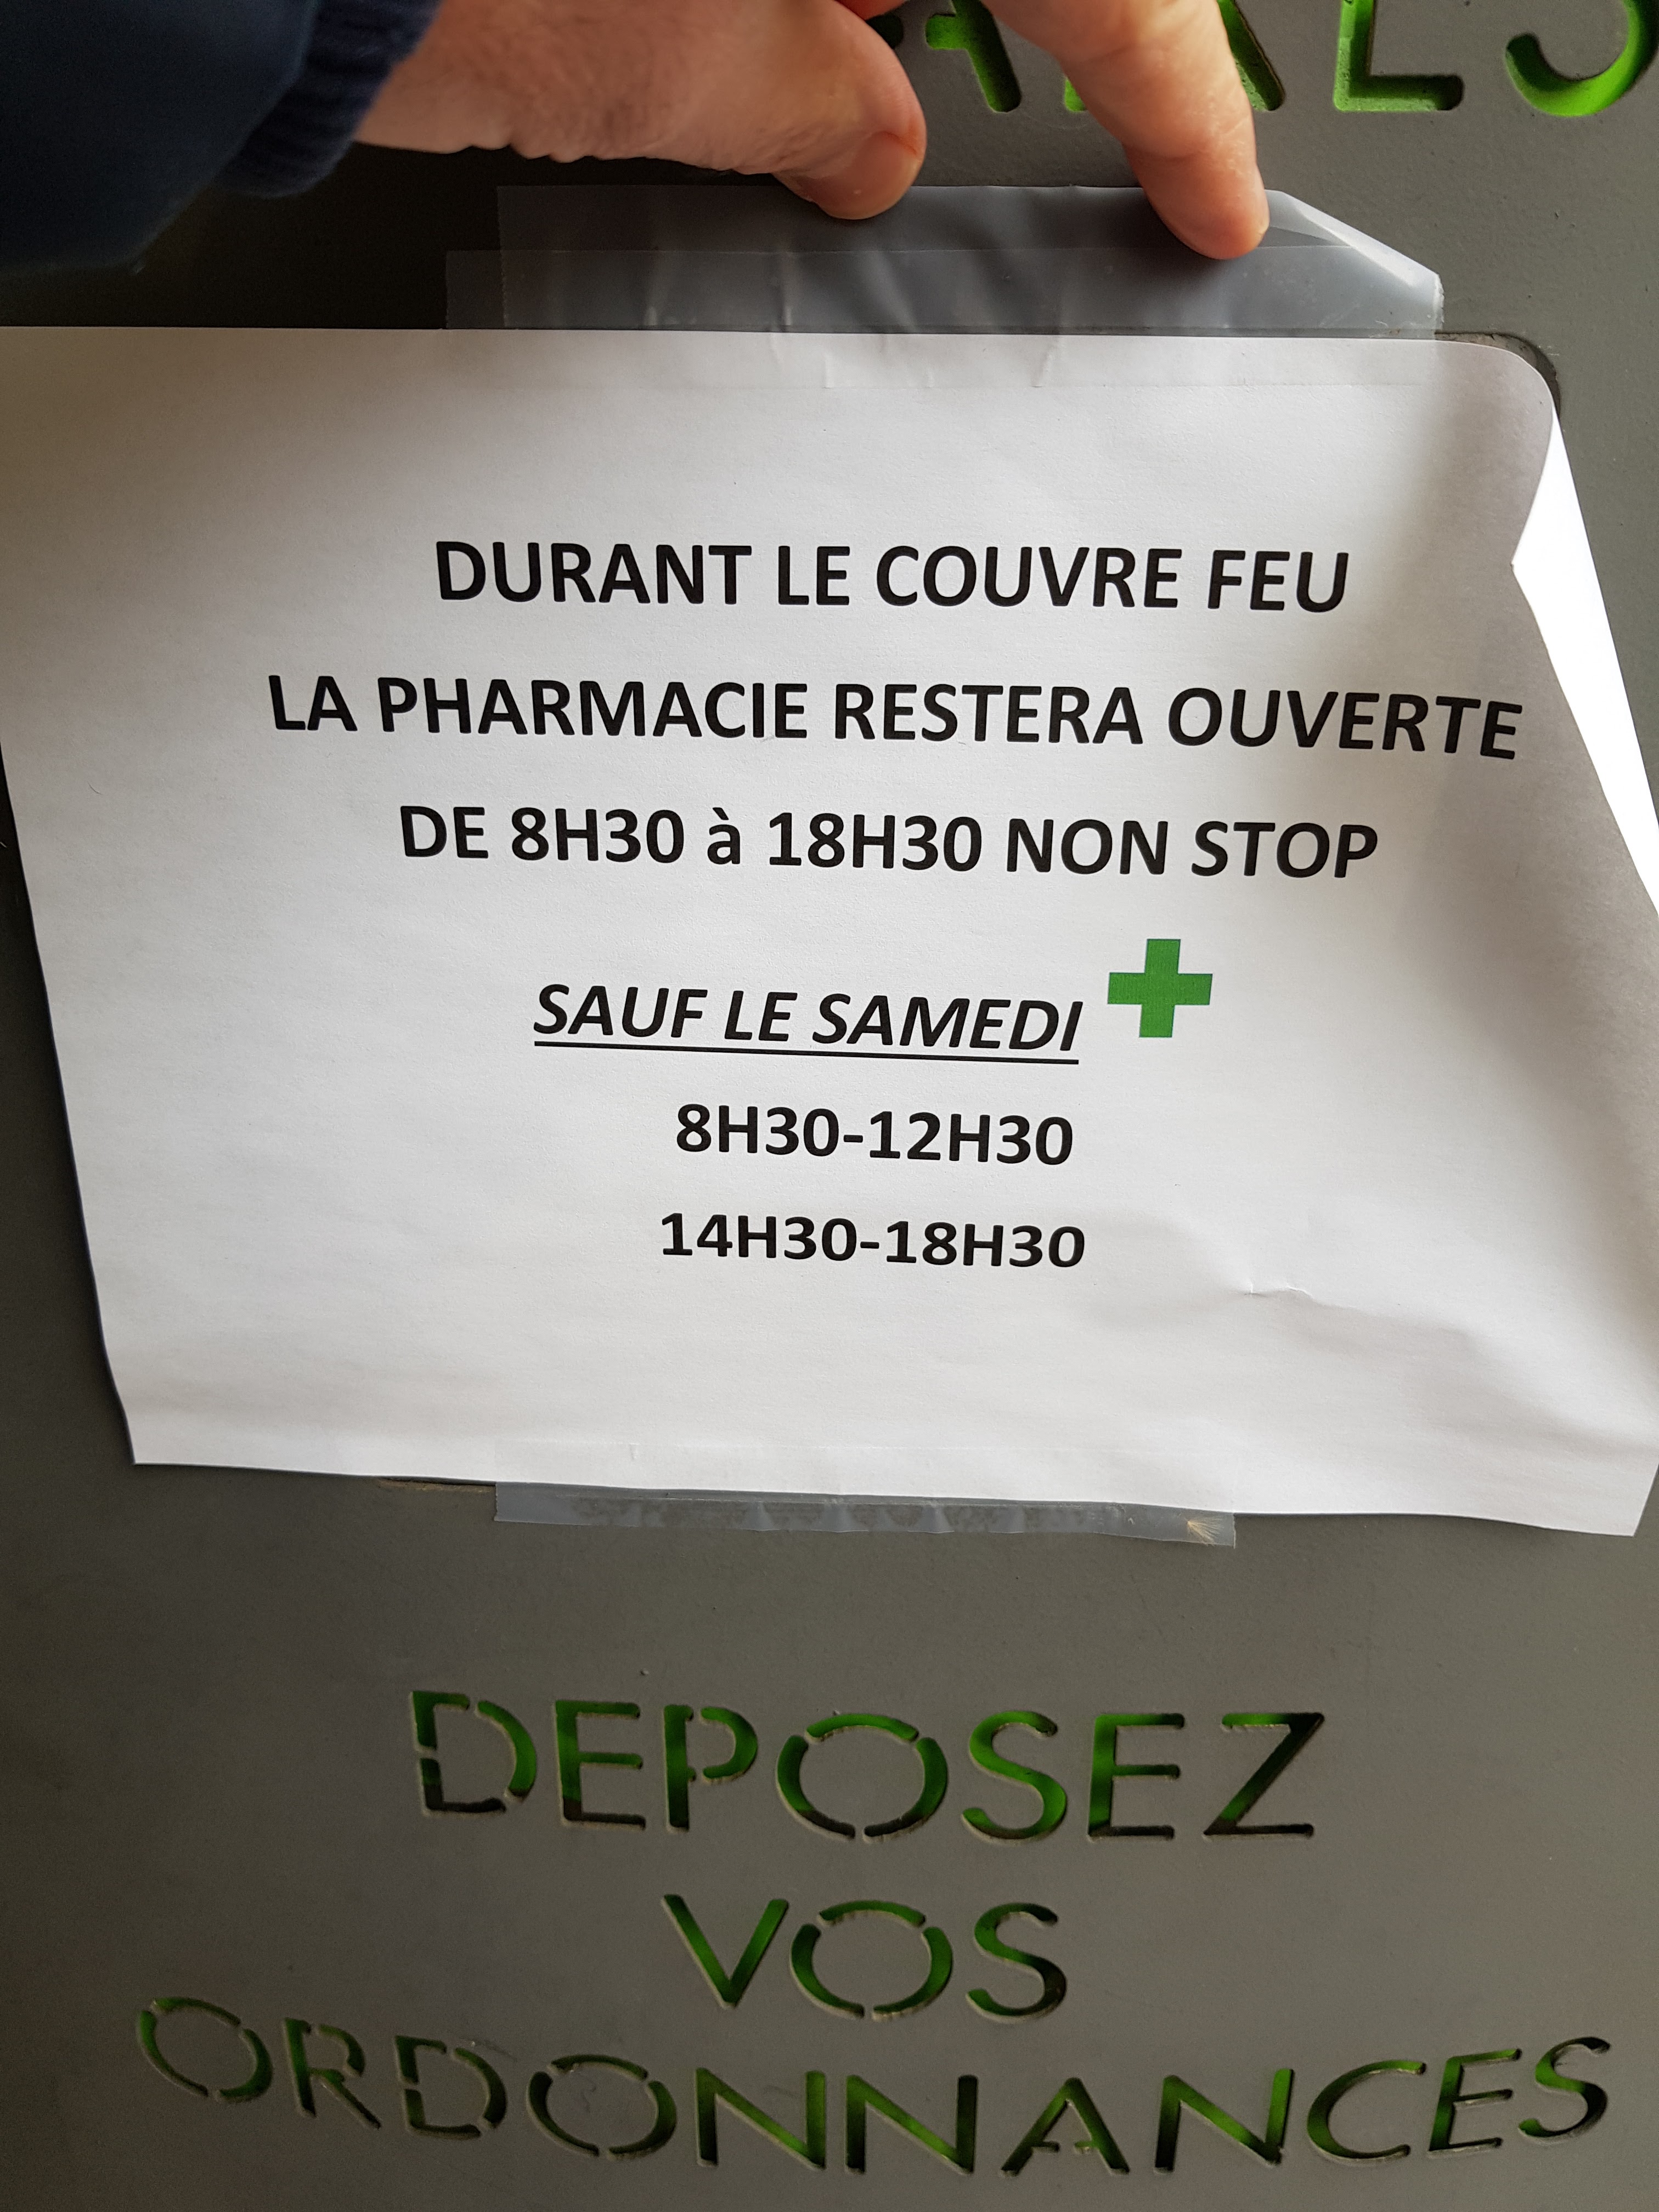 DURANT LE COUVRE FEU
LA PHARMACIE RESTERA OUVERTE
DE 8H30 à 18H30 NON STOP
SAUF LE SAMEDI
8H30-12H30
14H30-18H30
DEPOSEZ
VOS
ORDONNANCES